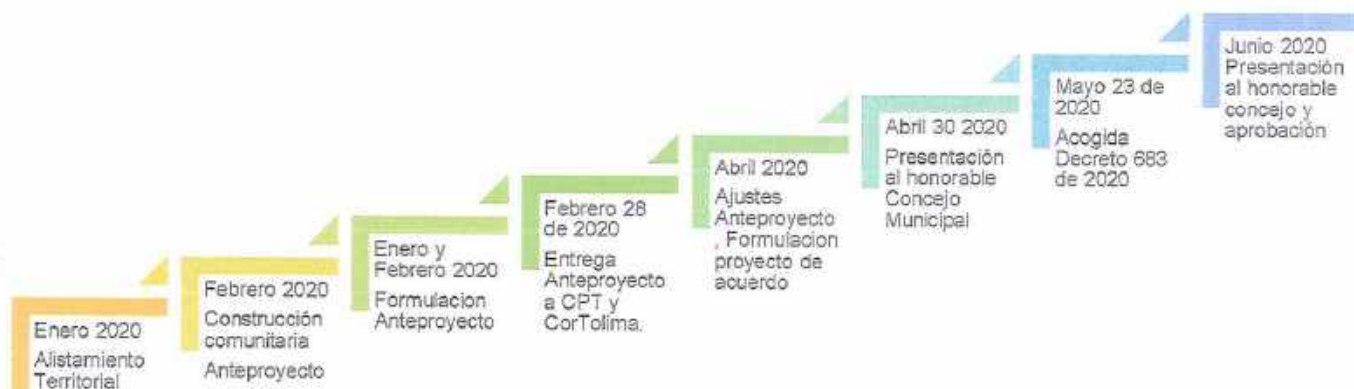 Enero 2020
Alistamiento
Territorial
Febrero 2020
Construcción
comunitaria
Anteproyecto
Enero y
Febrero 2020
Formulacion
Anteproyecto
Febrero 28
de 2020
Entrega
Anteproyecto
a CPT y
CorTolima.
Abril 2020
Ajustes
Anteproyecto
, Formulacion
proyecto de
acuerdo
Abril 30 2020
Presentación
al honorable
Concejo
Municipal
Mayo 23 de
2020
Acogida
Decreto 683
de 2020
Junio 2020
Presentación
al honorable
concejo y
aprobación